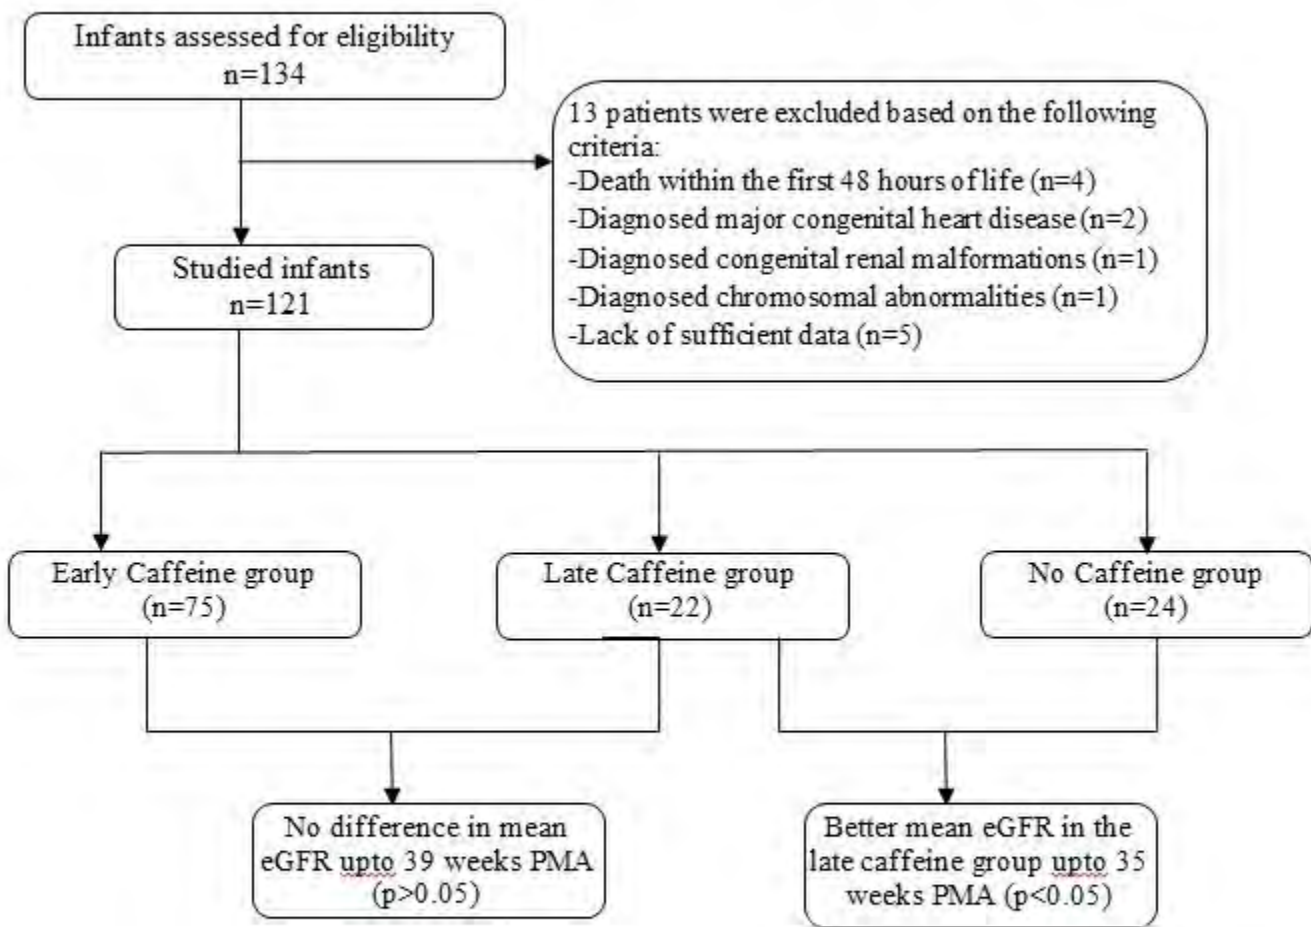 Infants assessed for eligibility
n=134
13 patients were excluded based on the following
criteria:
-Death within the first 48 hours of life (n=4)
-Diagnosed major congenital heart disease (n=2)
-Diagnosed congenital renal malformations (n=1)
-Diagnosed chromosomal abnormalities (n=1)
-Lack of sufficient data (n=5)
Studied infants
n=121
Early Caffeine group
(n=75)
Late Caffeine group
(n=22)
No Caffeine group
(n=24)
No difference in mean
eGFR upto 39 weeks PMA
(p>0.05)
Better mean eGFR in the
late caffeine group upto 35
weeks PMA (p<0.05)